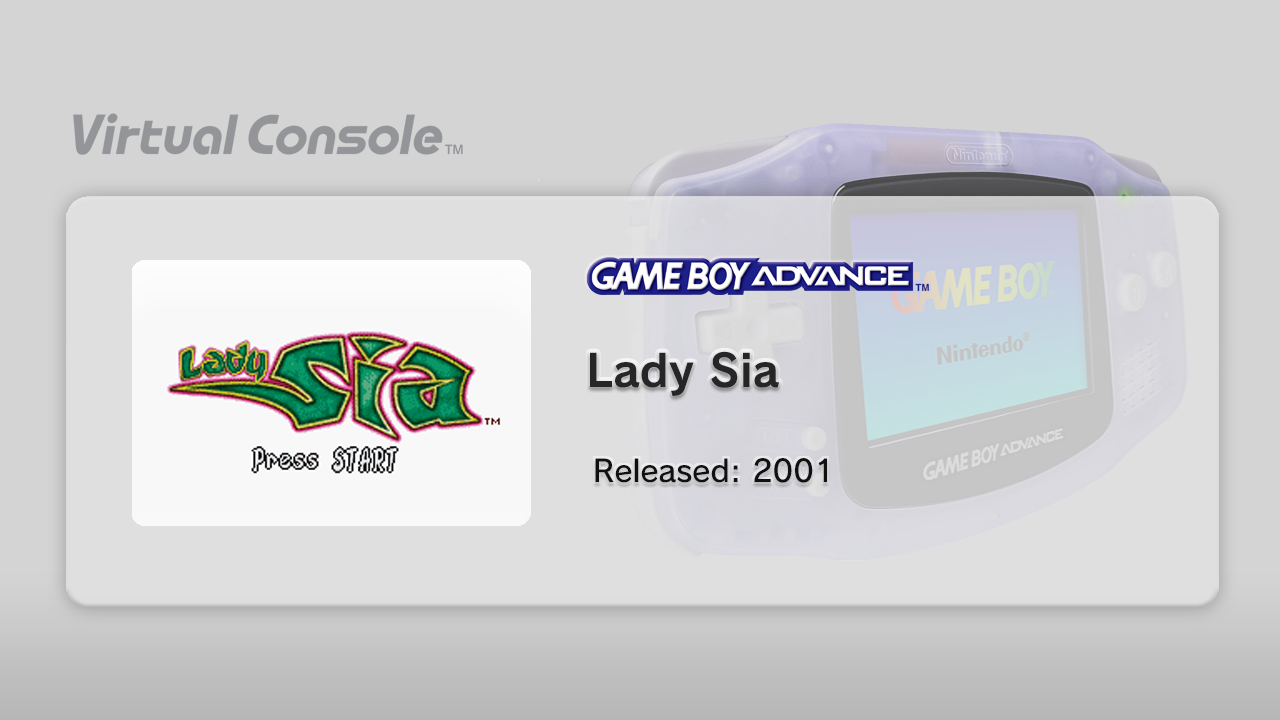 Virtual Console™
Nintendo
GAME BOY ADVANCE™
GAME BOY
Nintendo®
Lady Sia™
Press START
Lady Sia
Released: 2001
GAME BOY ADVANCE